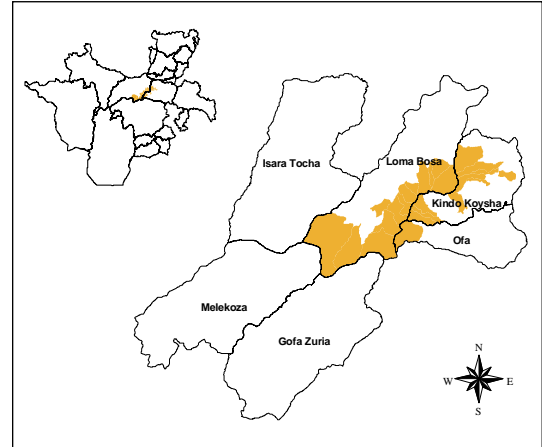 Isara Tocha
Loma Bosa
Kindo Koysha
Ofa
Melekoza
Gofa Zuria
N
W E
S